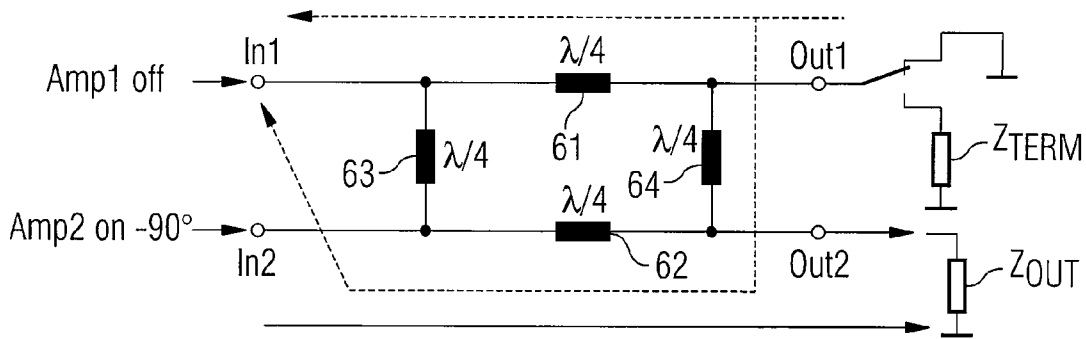 In1
λ/4
Out1
Amp1 off
61
63
λ/4
λ/4
64
Z_TERM
λ/4
Amp2 on -90°
In2
62
Out2
Z_OUT